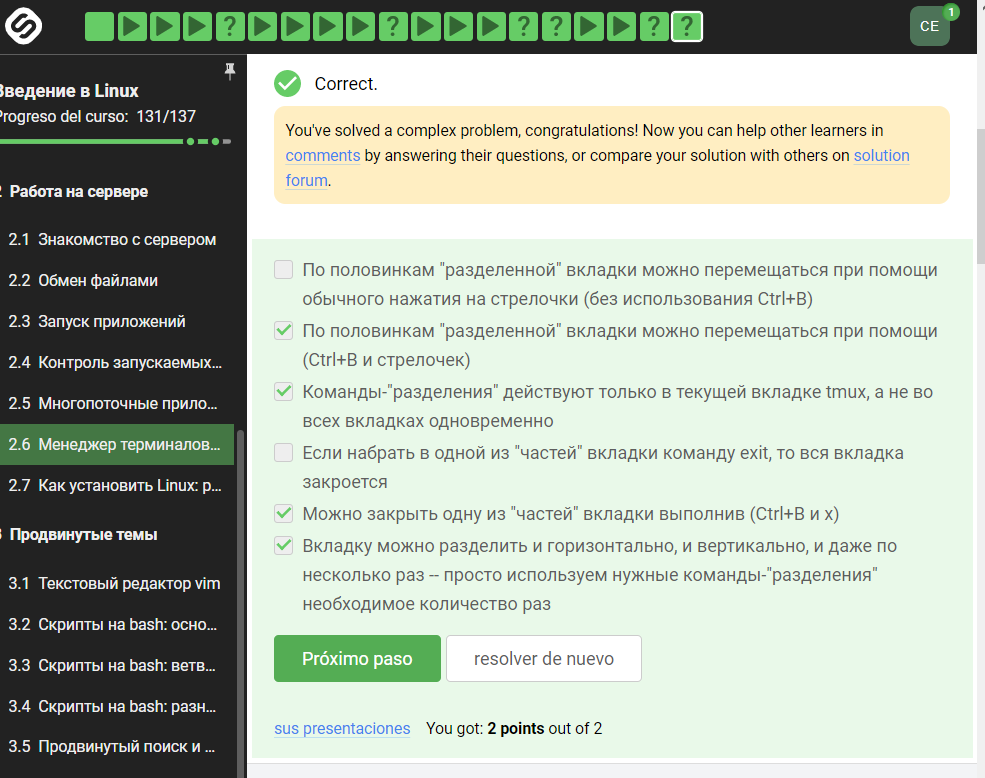 ? ? ? ? ? ?
CE
1
Введение в Linux
Progreso del curso: 131/137
2 Работа на сервере
2.1 Знакомство с сервером
2.2 Обмен файлами
2.3 Запуск приложений
2.4 Контроль запускаемых...
2.5 Многопоточные прило...
2.6 Менеджер терминалов...
2.7 Как установить Linux: р...
3 Продвинутые темы
3.1 Текстовый редактор vim
3.2 Скрипты на bash: осно...
3.3 Скрипты на bash: ветв...
3.4 Скрипты на bash: разн...
3.5 Продвинутый поиск и ...
Correct.
You've solved a complex problem, congratulations! Now you can help other learners in
comments by answering their questions, or compare your solution with others on solution
forum.
По половинкам "разделенной" вкладки можно перемещаться при помощи
обычного нажатия на стрелочки (без использования Ctrl+B)
По половинкам "разделенной" вкладки можно перемещаться при помощи
(Ctrl+B и стрелочек)
Команды-"разделения" действуют только в текущей вкладке tmux, а не во
всех вкладках одновременно
Если набрать в одной из "частей" вкладки команду exit, то вся вкладка
закроется
Можно закрыть одну из "частей" вкладки выполнив (Ctrl+B и x)
Вкладку можно разделить и горизонтально, и вертикально, и даже по
несколько раз -- просто используем нужные команды-"разделения"
необходимое количество раз
Próximo paso
resolver de nuevo
sus presentaciones You got: 2 points out of 2